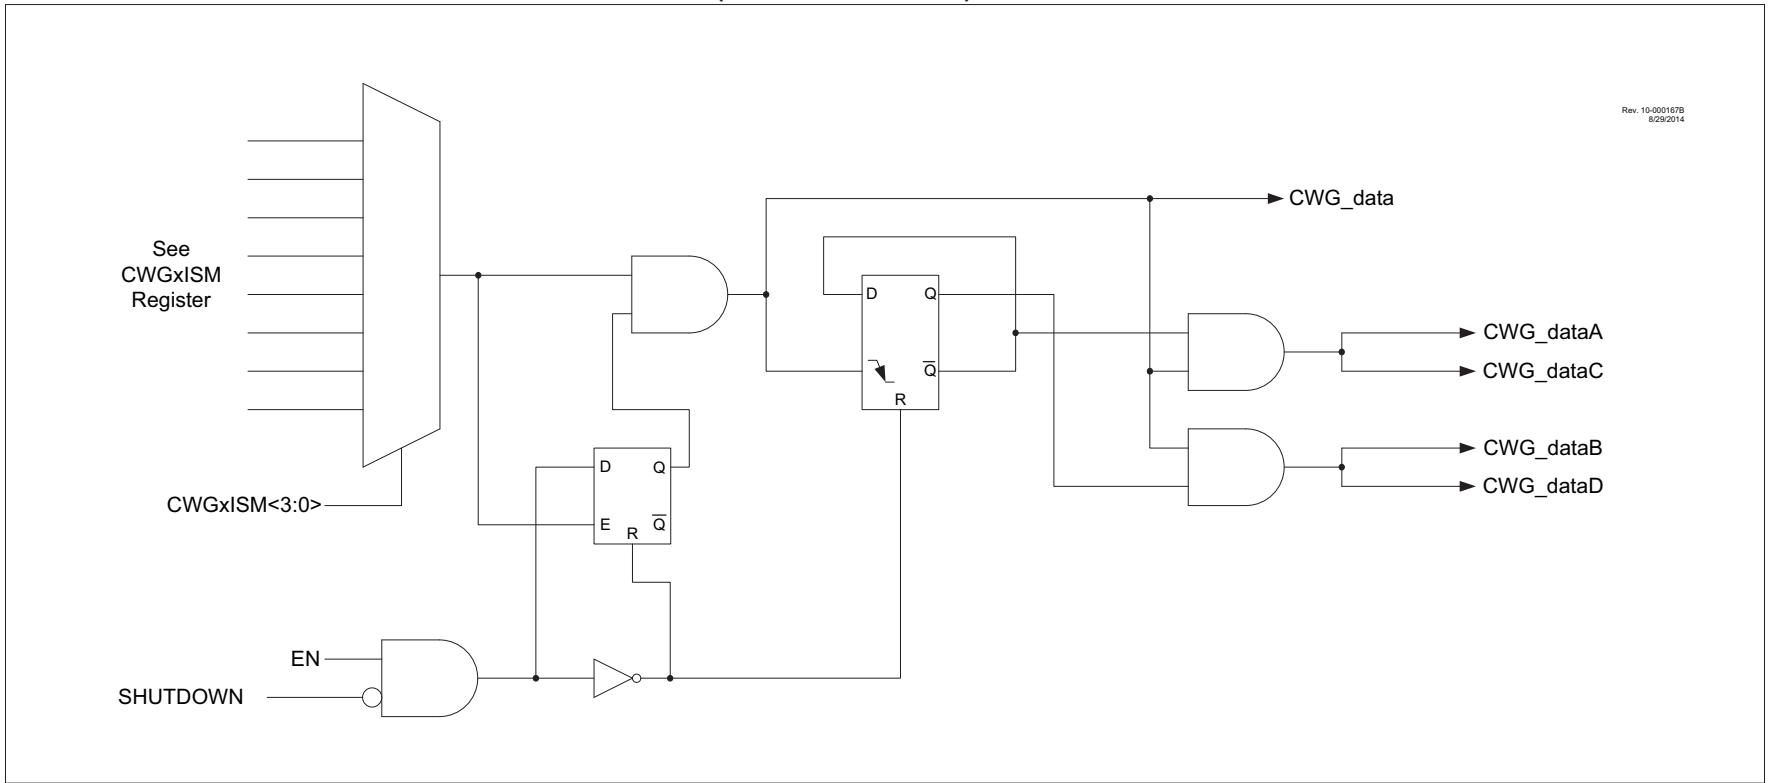 Rev. 10-000167B
8/29/2014
CWG_data
See
CWGxISM
Register
D
Q
Q
R
CWG_dataA
CWG_dataC
D
Q
E
Q
R
CWG_dataB
CWG_dataD
CWGxISM<3:0>
EN
SHUTDOWN